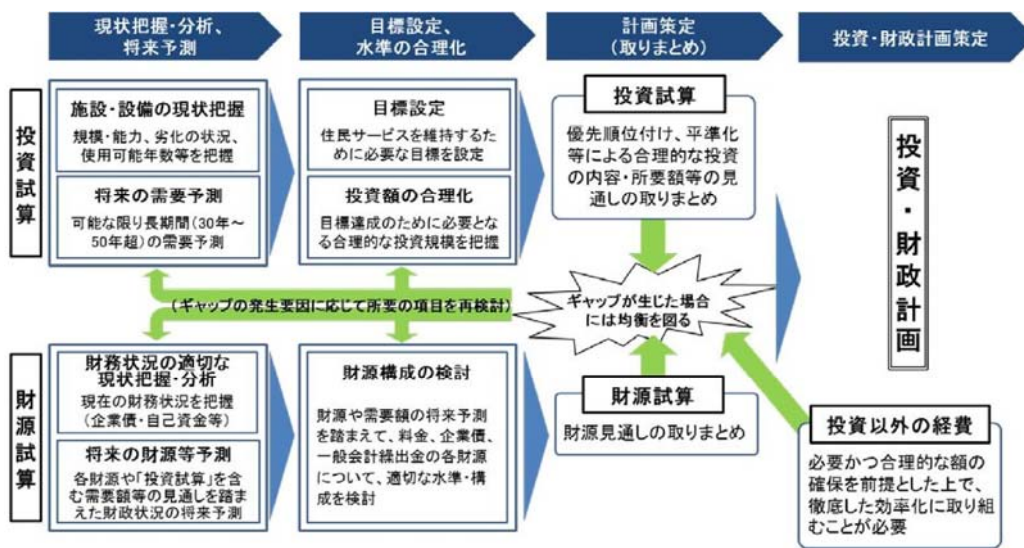 現状把握・分析、
将来予測
目標設定、
水準の合理化
計画策定
(取りまとめ)
投資・財政計画策定
投資試算
施設・設備の現状把握
規模・能力、劣化の状況、
使用可能年数等を把握
将来の需要予測
可能な限り長期間(30年～
50年超)の需要予測
目標設定
住民サービスを維持するた
めに必要な目標を設定
投資額の合理化
目標達成のために必要とな
る合理的な投資規模を把握
投資試算
優先順位付け、平準化
等による合理的な投資
の内容・所要額等の見
通しの取りまとめ
投資・財政計画
(ギャップの発生要因に応じて所要の項目を再検討)
ギャップが生じた場合
には均衡を図る
財源試算
財務状況の適切な
現状把握・分析
現在の財務状況を把握
(企業債・自己資金等)
将来の財源等予測
各財源や「投資試算」を含
む需要額等の見通しを踏ま
えた財政状況の将来予測
財源構成の検討
財源や需要額の将来予測
を踏まえて、料金、企業債、
一般会計繰出金の各財源
について、適切な水準・構
成を検討
財源試算
財源見通しの取りまとめ
投資以外の経費
必要かつ合理的な額の
確保を前提とした上で、
徹底した効率化に取り組
むことが必要